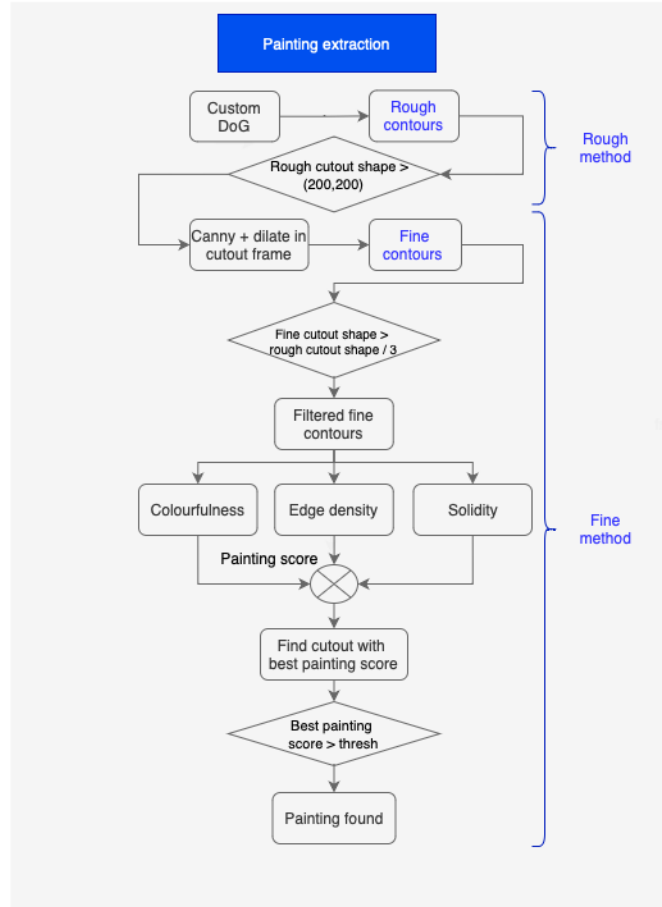 Painting extraction
Custom
DoG
Rough
contours
Rough
method
Rough cutout shape >
(200,200)
Canny + dilate in
cutout frame
Fine
contours
Fine cutout shape >
rough cutout shape / 3
Filtered fine
contours
Colourfulness
Edge density
Solidity
Fine
method
Painting score
Find cutout with
best painting score
Best painting
score > thresh
Painting found